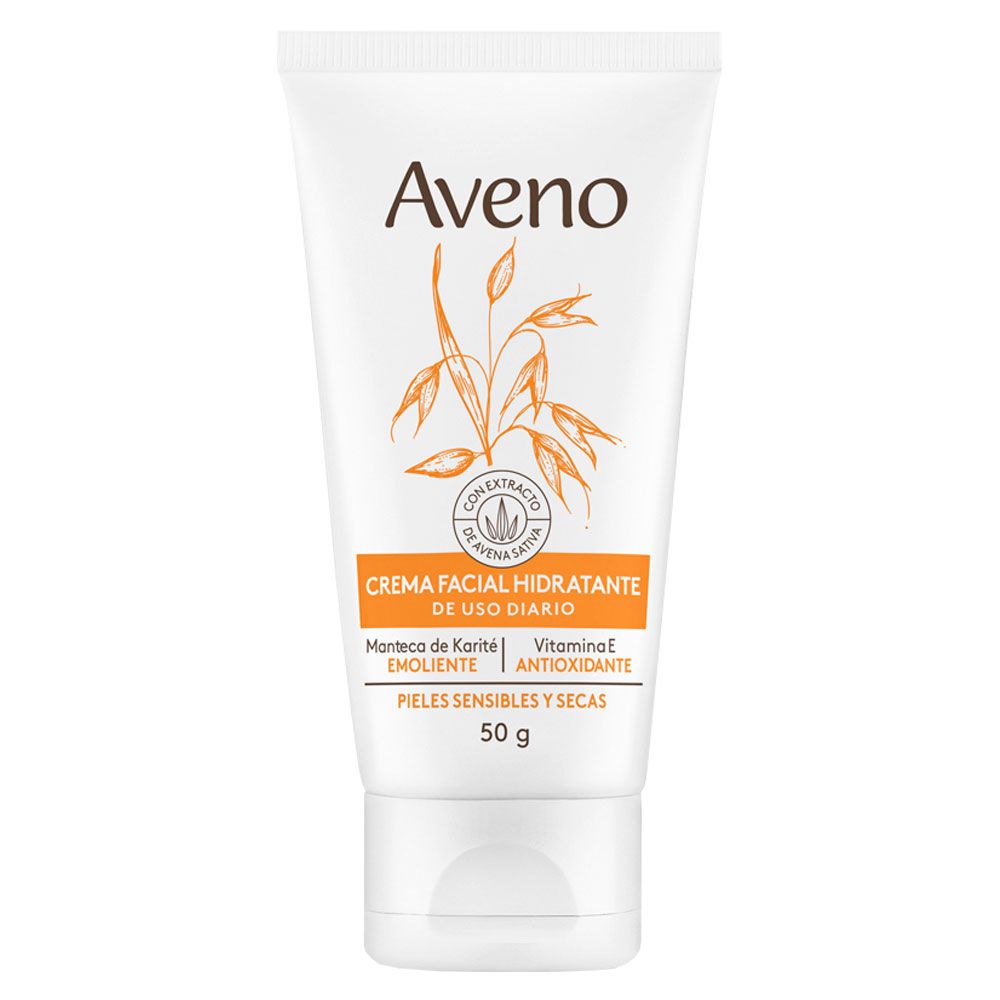 Aveno
CON EXTRACTO
DE AVENA SATIVA
CREMA FACIAL HIDRATANTE
DE USO DIARIO
Manteca de Karité
EMOLIENTE
Vitamina E
ANTIOXIDANTE
PIELES SENSIBLES Y SECAS
50 g